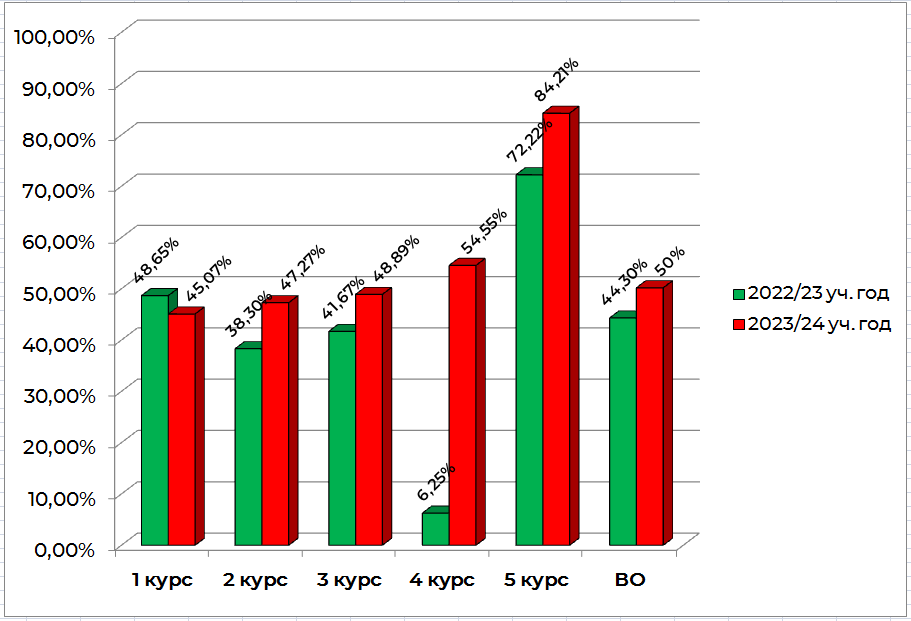 100,00%
90,00%
80,00%
70,00%
60,00%
50,00%
40,00%
30,00%
20,00%
10,00%
0,00%
48,65%
45,07%
38,30%
47,27%
41,67%
48,89%
6,25%
54,55%
72,22%
84,21%
44,30%
50%
1 курс
2 курс
3 курс
4 курс
5 курс
ВО
2022/23 уч. год
2023/24 уч. год